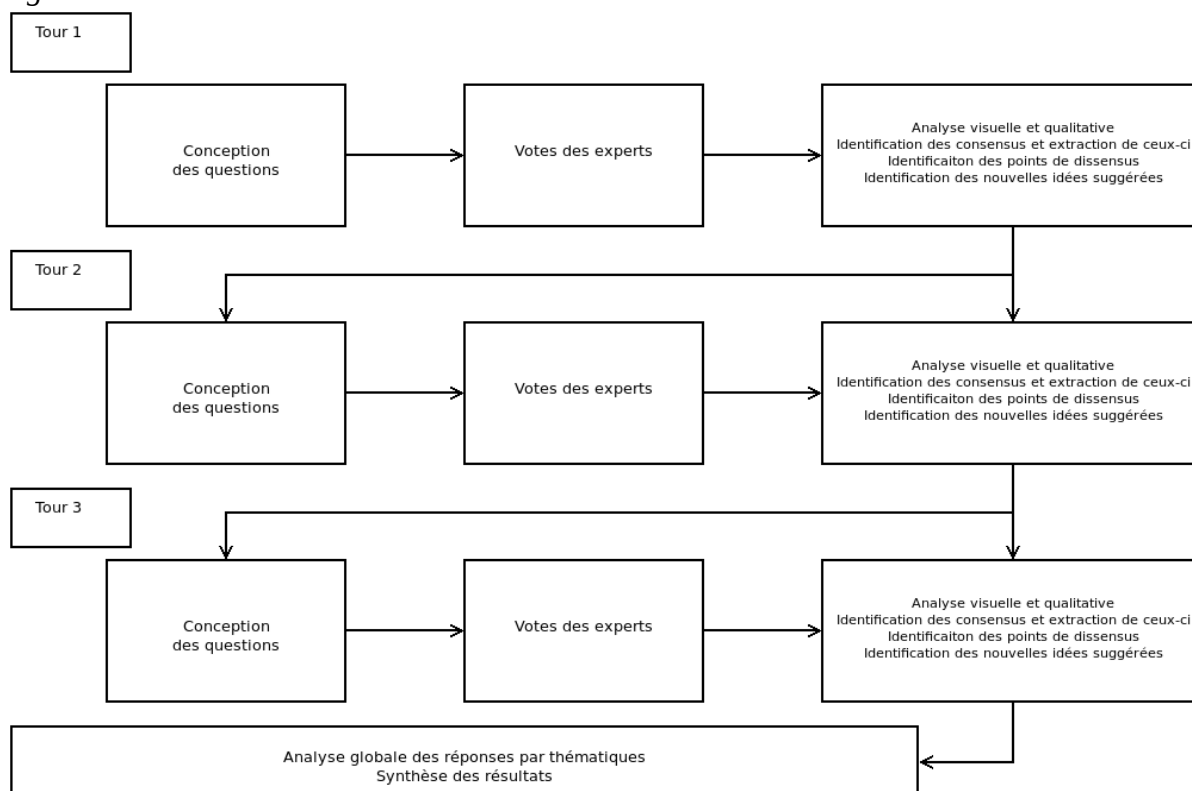 Tour 1
Conception
des questions
Votes des experts
Analyse visuelle et qualitative
Identification des consensus et extraction de ceux-ci
Identificaiton des points de dissensus
Identification des nouvelles idées suggérées
Tour 2
Conception
des questions
Votes des experts
Analyse visuelle et qualitative
Identification des consensus et extraction de ceux-ci
Identificaiton des points de dissensus
Identification des nouvelles idées suggérées
Tour 3
Conception
des questions
Votes des experts
Analyse visuelle et qualitative
Identification des consensus et extraction de ceux-ci
Identificaiton des points de dissensus
Identification des nouvelles idées suggérées
Analyse globale des réponses par thématiques
Synthèse des résultats